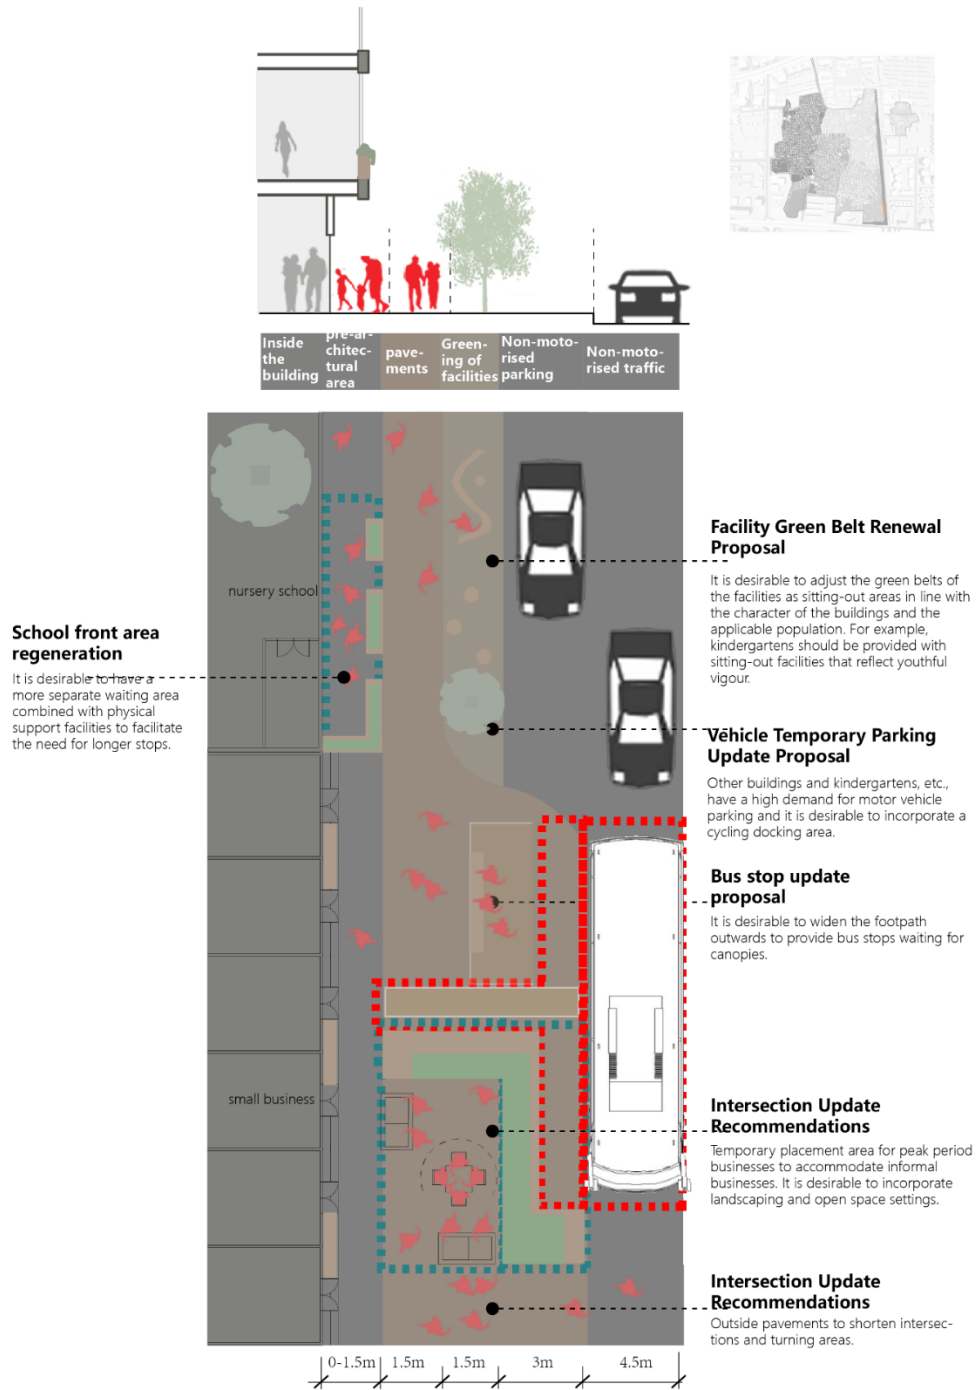 Inside
the
building
pre-ar-
chitec-
tural
area
pave-
ments
Green-
ing of
facilities
Non-moto-
rised
parking
Non-moto-
rised traffic
nursery school
small business
School front area
regeneration
It is desirable to have a
more separate waiting area
combined with physical
support facilities to facilitate
the need for longer stops.
Facility Green Belt Renewal
Proposal
It is desirable to adjust the green belts of
the facilities as sitting-out areas in line with
the character of the buildings and the
applicable population. For example,
kindergartens should be provided with
sitting-out facilities that reflect youthful
vigour.
Vehicle Temporary Parking
Update Proposal
Other buildings and kindergartens, etc.,
have a high demand for motor vehicle
parking and it is desirable to incorporate a
cycling docking area.
Bus stop update
proposal
It is desirable to widen the footpath
outwards to provide bus stops waiting for
canopies.
Intersection Update
Recommendations
Temporary placement area for peak period
businesses to accommodate informal
businesses. It is desirable to incorporate
landscaping and open space settings.
Intersection Update
Recommendations
Outside pavements to shorten intersec-
tions and turning areas.
0-1.5m 1.5m 1.5m 3m 4.5m